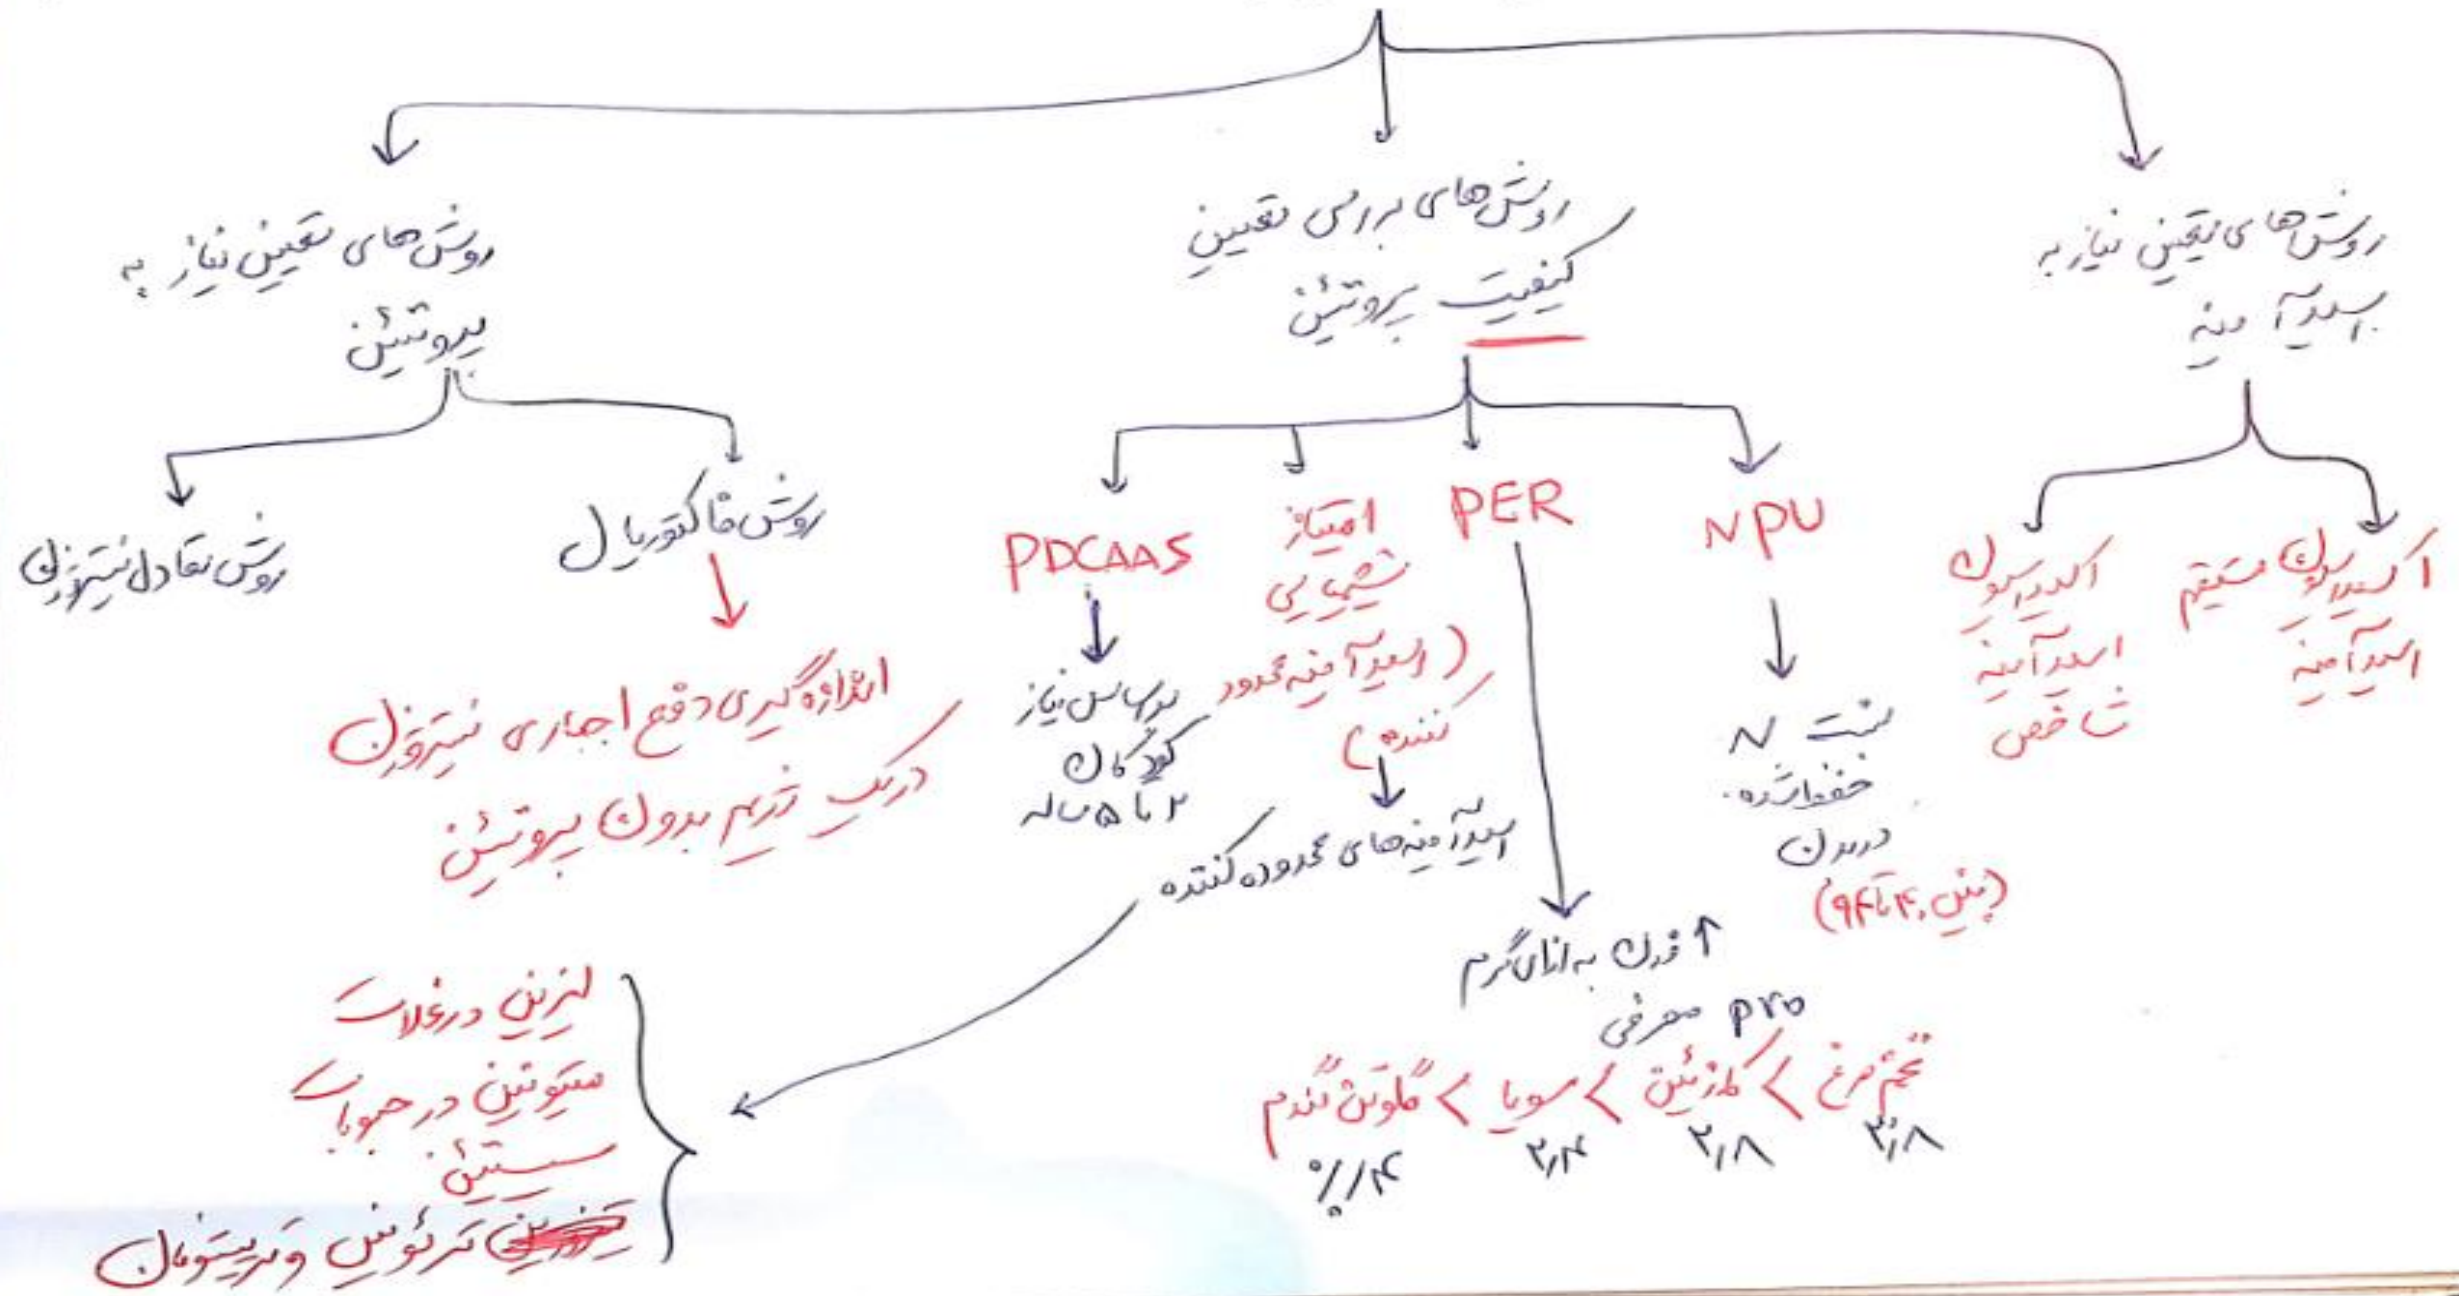 روش‌های تعیین نیاز به
اسید آمینه
اکسیداسیون مستقیم
اسید آمینه
اکسیداسیون
اسید آمینه
شاخص
روش‌های بررسی تعیین
کیفیت پروتئین
NPU
نسبت N
حفظ شده
در بدن
(بین ۴۰ تا ۹۴)
PER
↑ وزن به ازای گرم
pro مصرفی
تخم مرغ > کازئین > سویا > گلوتن گندم
۳٫۸ ۲٫۸ ۲٫۴
امتیاز
شیمیایی
(اسید آمینه محدود
کننده)
اسید آمینه‌های محدود کننده
لیزین در غلات
متیونین در حبوبات
سیستئین
ترئونین و تریپتوفان
PDCAAS
براساس نیاز
کودکان
۲ تا ۵ ساله
روش‌های تعیین نیاز به
پروتئین
روش فاکتوریال
اندازه‌گیری دفع اجباری نیتروژن
در یک رژیم بدون پروتئین
روش تعادل نیتروژن